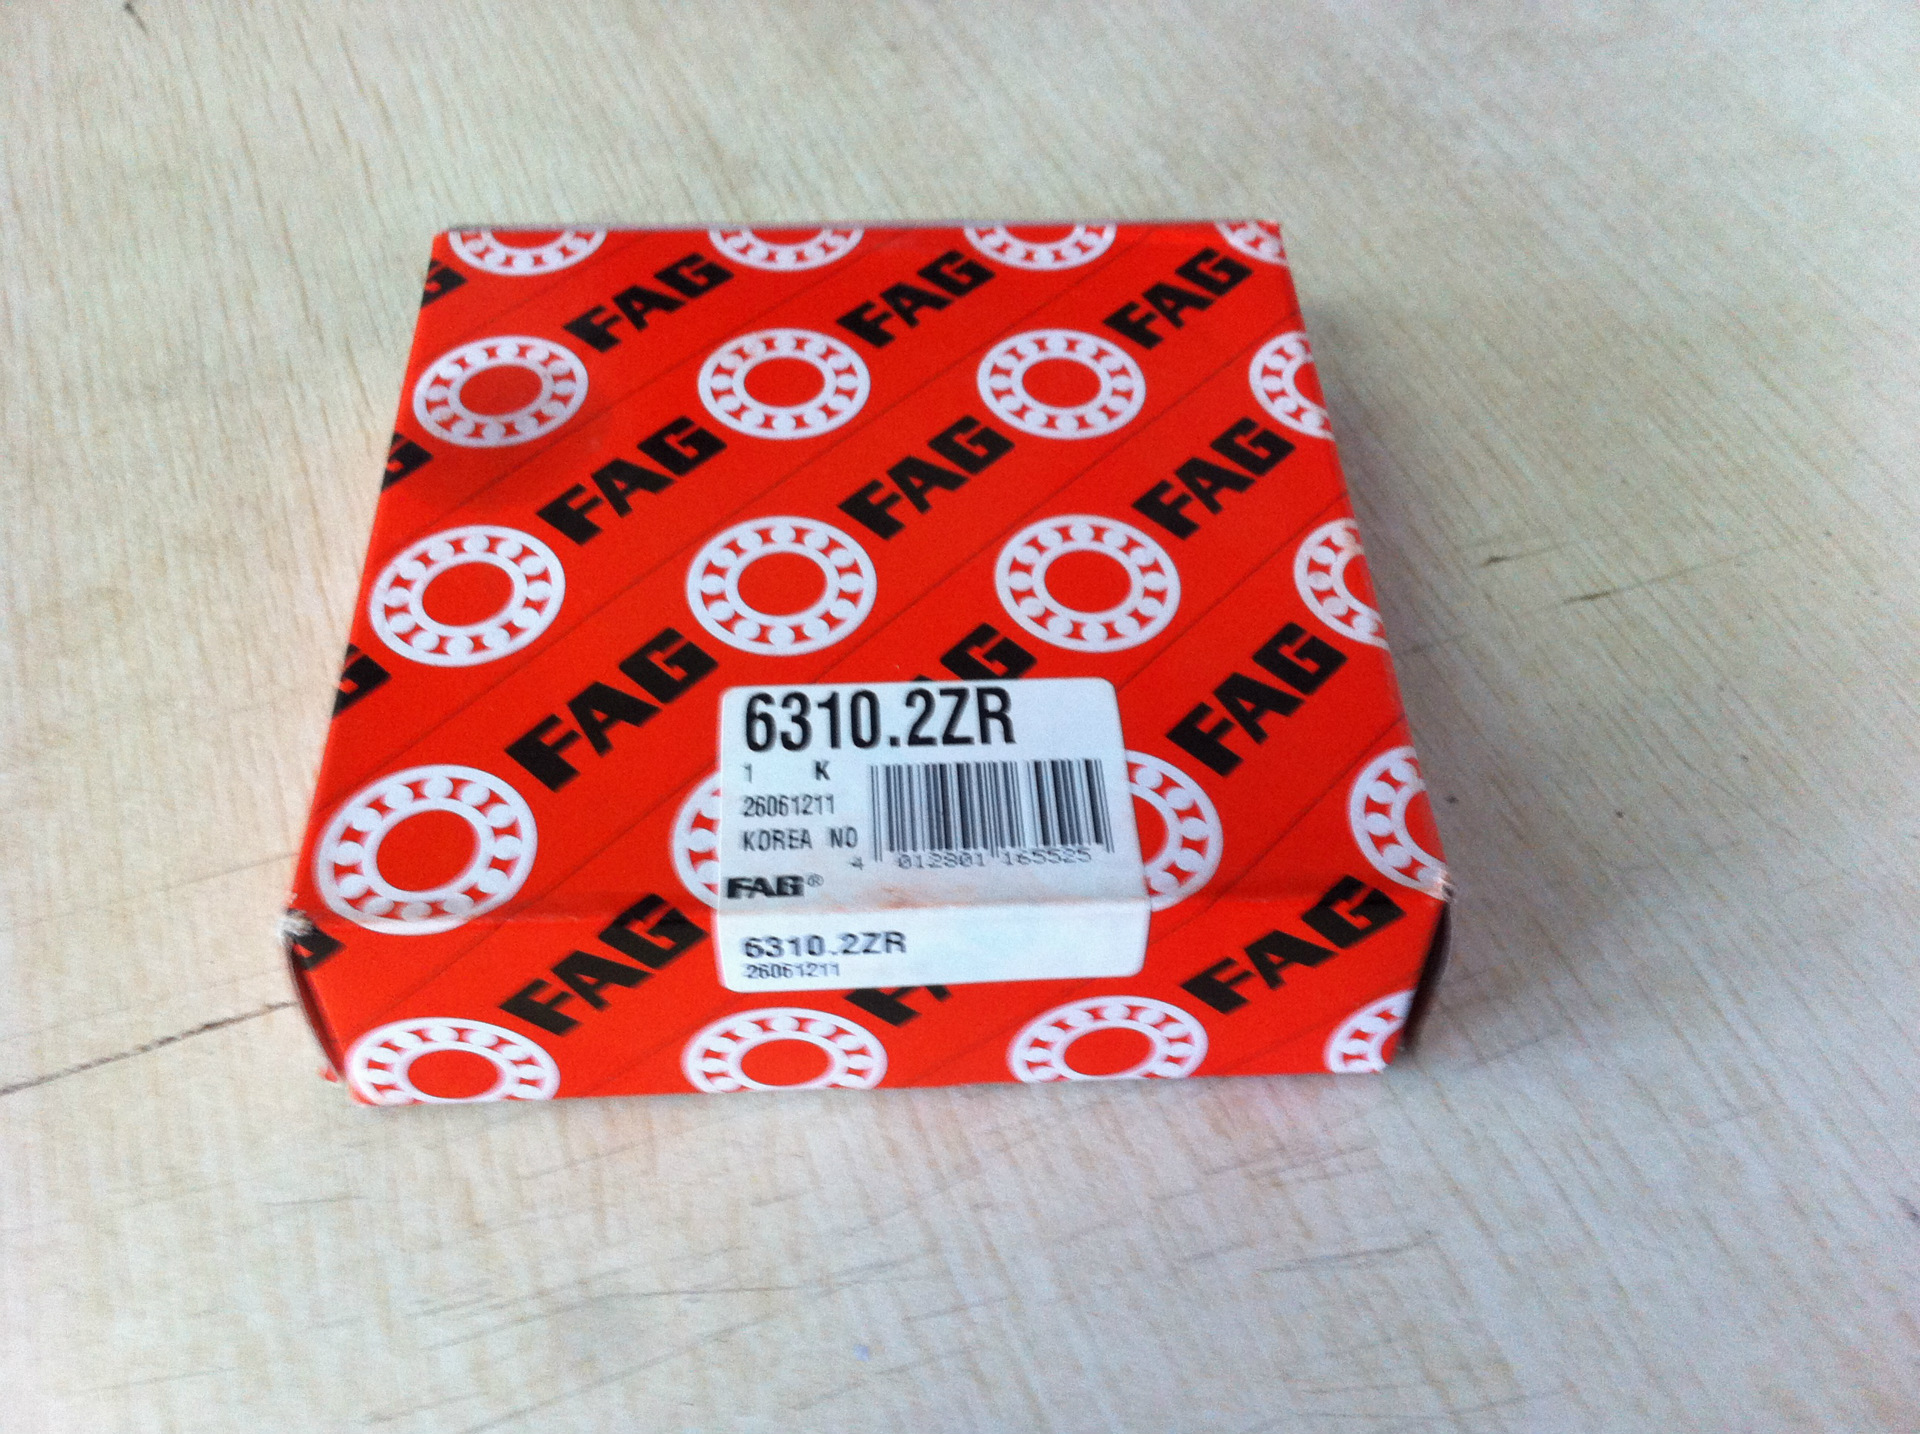 FAG FAG FAG
FAG FAG FAG
FAG FAG
FAG FAG
6310.2ZR
1 K
26061211
KOREA NO
4 012801 165525
FAG®
6310.2ZR
26061211